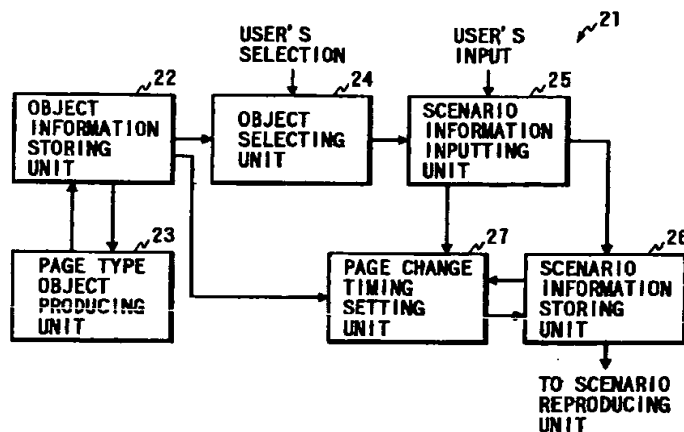 USER'S
SELECTION
USER'S
INPUT
21
22
OBJECT
INFORMATION
STORING
UNIT
24
OBJECT
SELECTING
UNIT
25
SCENARIO
INFORMATION
INPUTTING
UNIT
23
PAGE TYPE
OBJECT
PRODUCING
UNIT
27
PAGE CHANGE
TIMING
SETTING
UNIT
26
SCENARIO
INFORMATION
STORING
UNIT
TO SCENARIO
REPRODUCING
UNIT